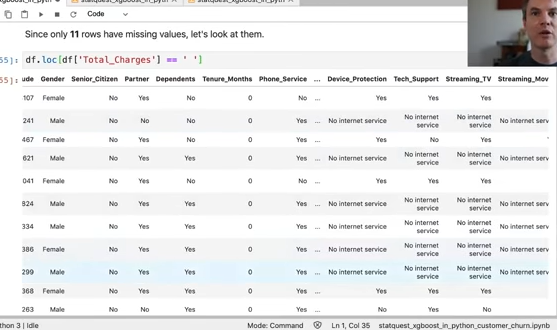 statquest_xgboost_in_pyth
Code
Since only 11 rows have missing values, let's look at them.
55]: df.loc[df['Total_Charges'] == ' ']
55]:
ude Gender Senior_Citizen Partner Dependents Tenure_Months Phone_Service ... Device_Protection Tech_Support Streaming_TV Streaming_Mov
107 Female No Yes Yes 0 No ... Yes Yes Yes
241 Male No No No 0 Yes ... No internet service No internet service No internet service No internet serv
467 Female No Yes No 0 Yes ... Yes No Yes
621 Male No Yes Yes 0 Yes ... No internet service No internet service No internet service No internet serv
041 Female No Yes No 0 No ... Yes Yes Yes
824 Male No Yes Yes 0 Yes ... No internet service No internet service No internet service No internet serv
334 Male No Yes Yes 0 Yes ... No internet service No internet service No internet service No internet serv
386 Female No Yes Yes 0 Yes ... No internet service No internet service No internet service No internet serv
299 Male No Yes Yes 0 Yes ... No internet service No internet service No internet service No internet serv
368 Female No Yes Yes 0 No ... Yes Yes Yes
263 Male No No Yes 0 Yes ... No Yes No
thon 3 | Idle Mode: Command Ln 1, Col 35 statquest_xgboost_in_python_customer_churn.ipynb